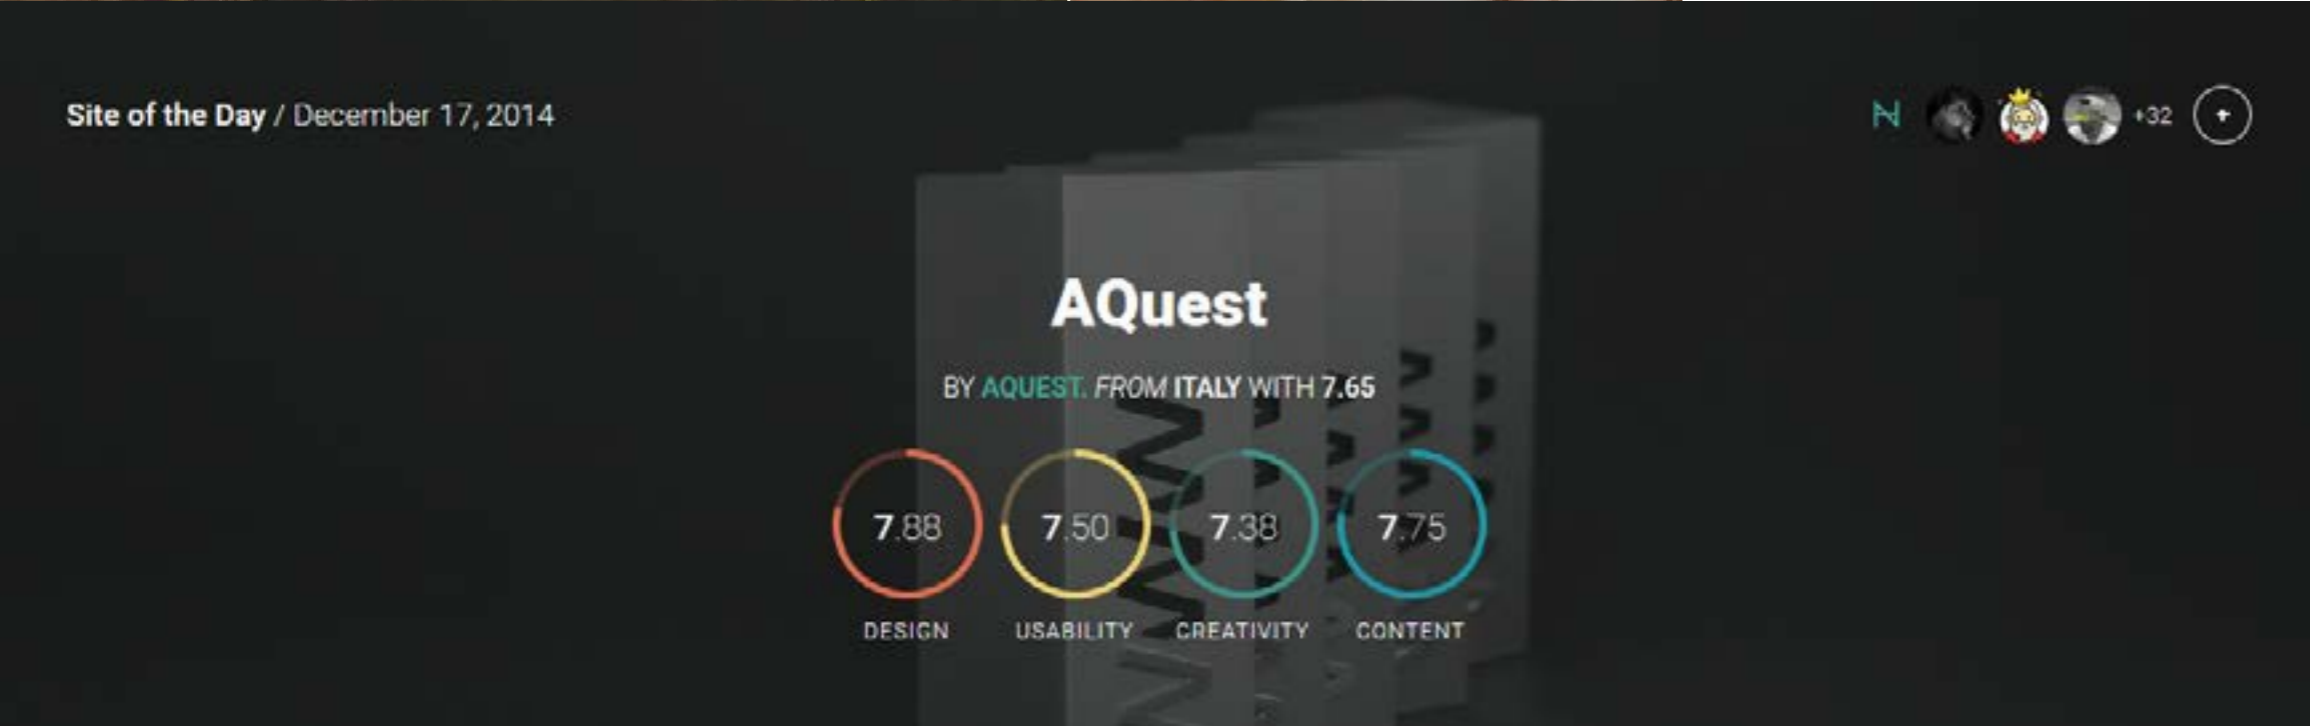 Site of the Day / December 17, 2014
+32
+
AQuest
BY AQUEST. FROM ITALY WITH 7.65
7.88 7.50 7.38 7.75
DESIGN USABILITY CREATIVITY CONTENT